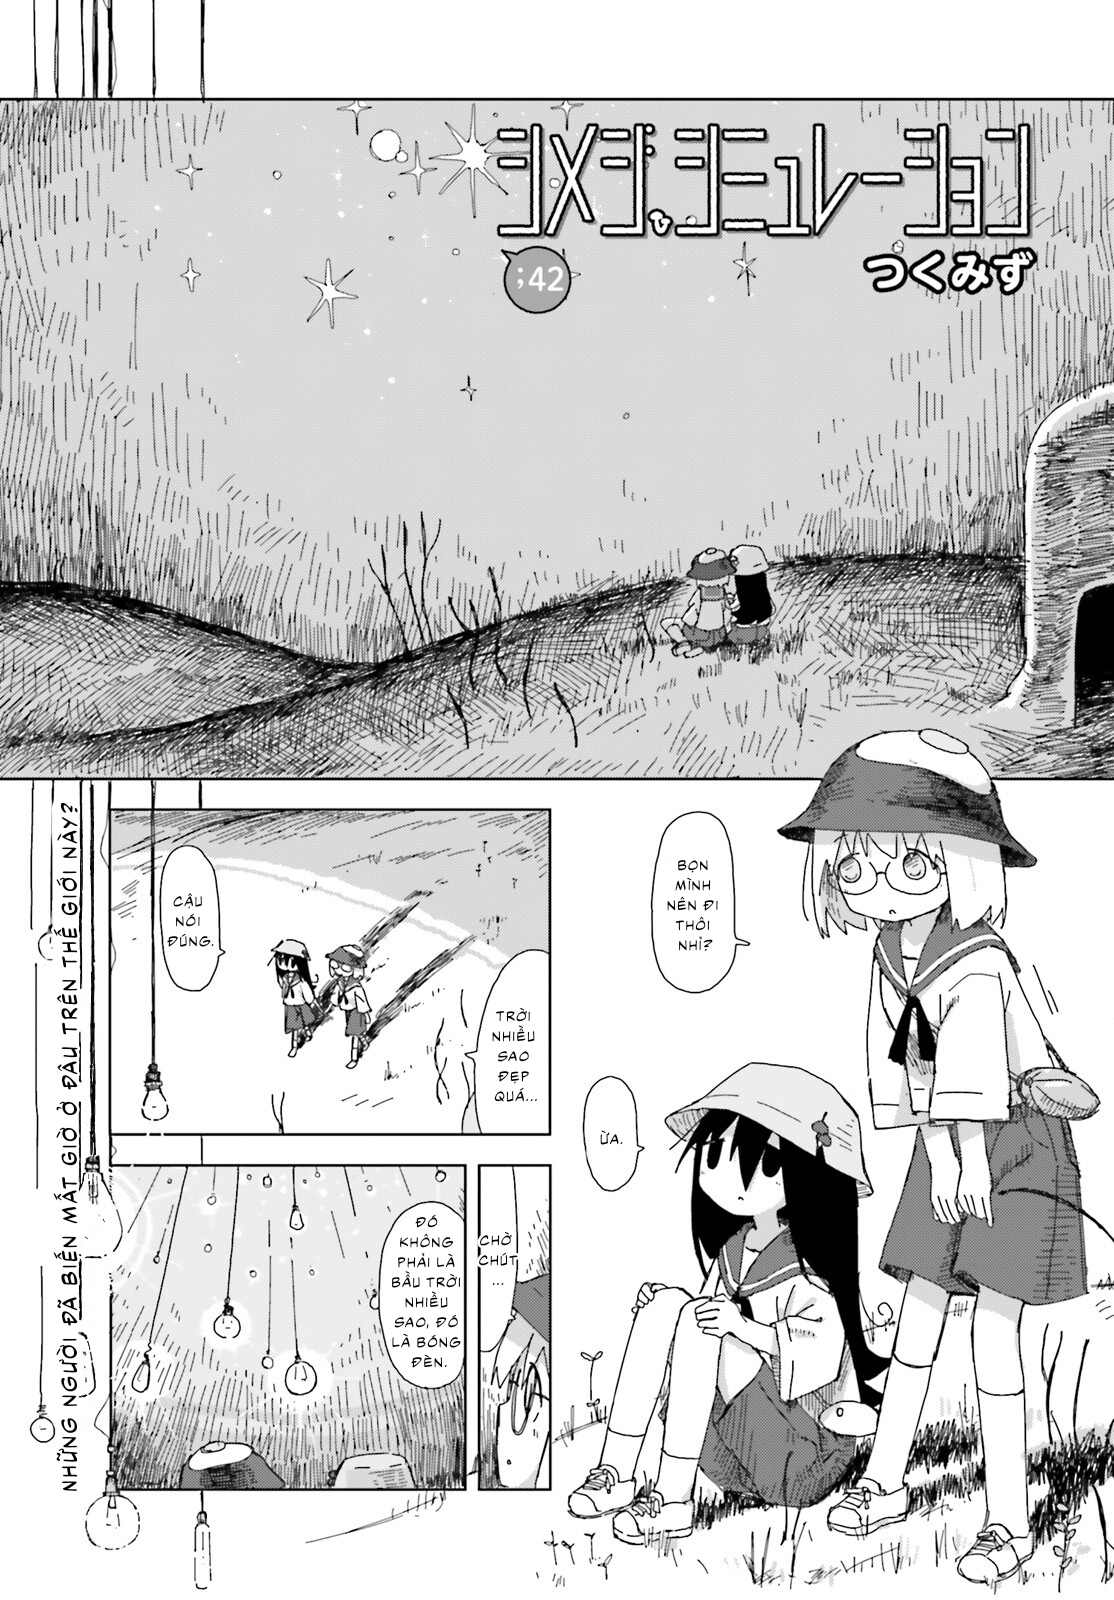 シメジシミュレーション
;42
つくみず
BỌN
MÌNH
NÊN ĐI
THÔI
NHỈ?
ỪA.
TRỜI
NHIỀU
SAO
ĐẸP
QUÁ...
CẬU
NÓI
ĐÚNG.
CHỜ
CHÚT
...
ĐÓ
KHÔNG
PHẢI LÀ
BẦU TRỜI
NHIỀU
SAO, ĐÓ
LÀ BÓNG
ĐÈN.
NHỮNG NGƯỜI ĐÃ BIẾN MẤT GIỜ Ở ĐÂU TRÊN THẾ GIỚI NÀY?